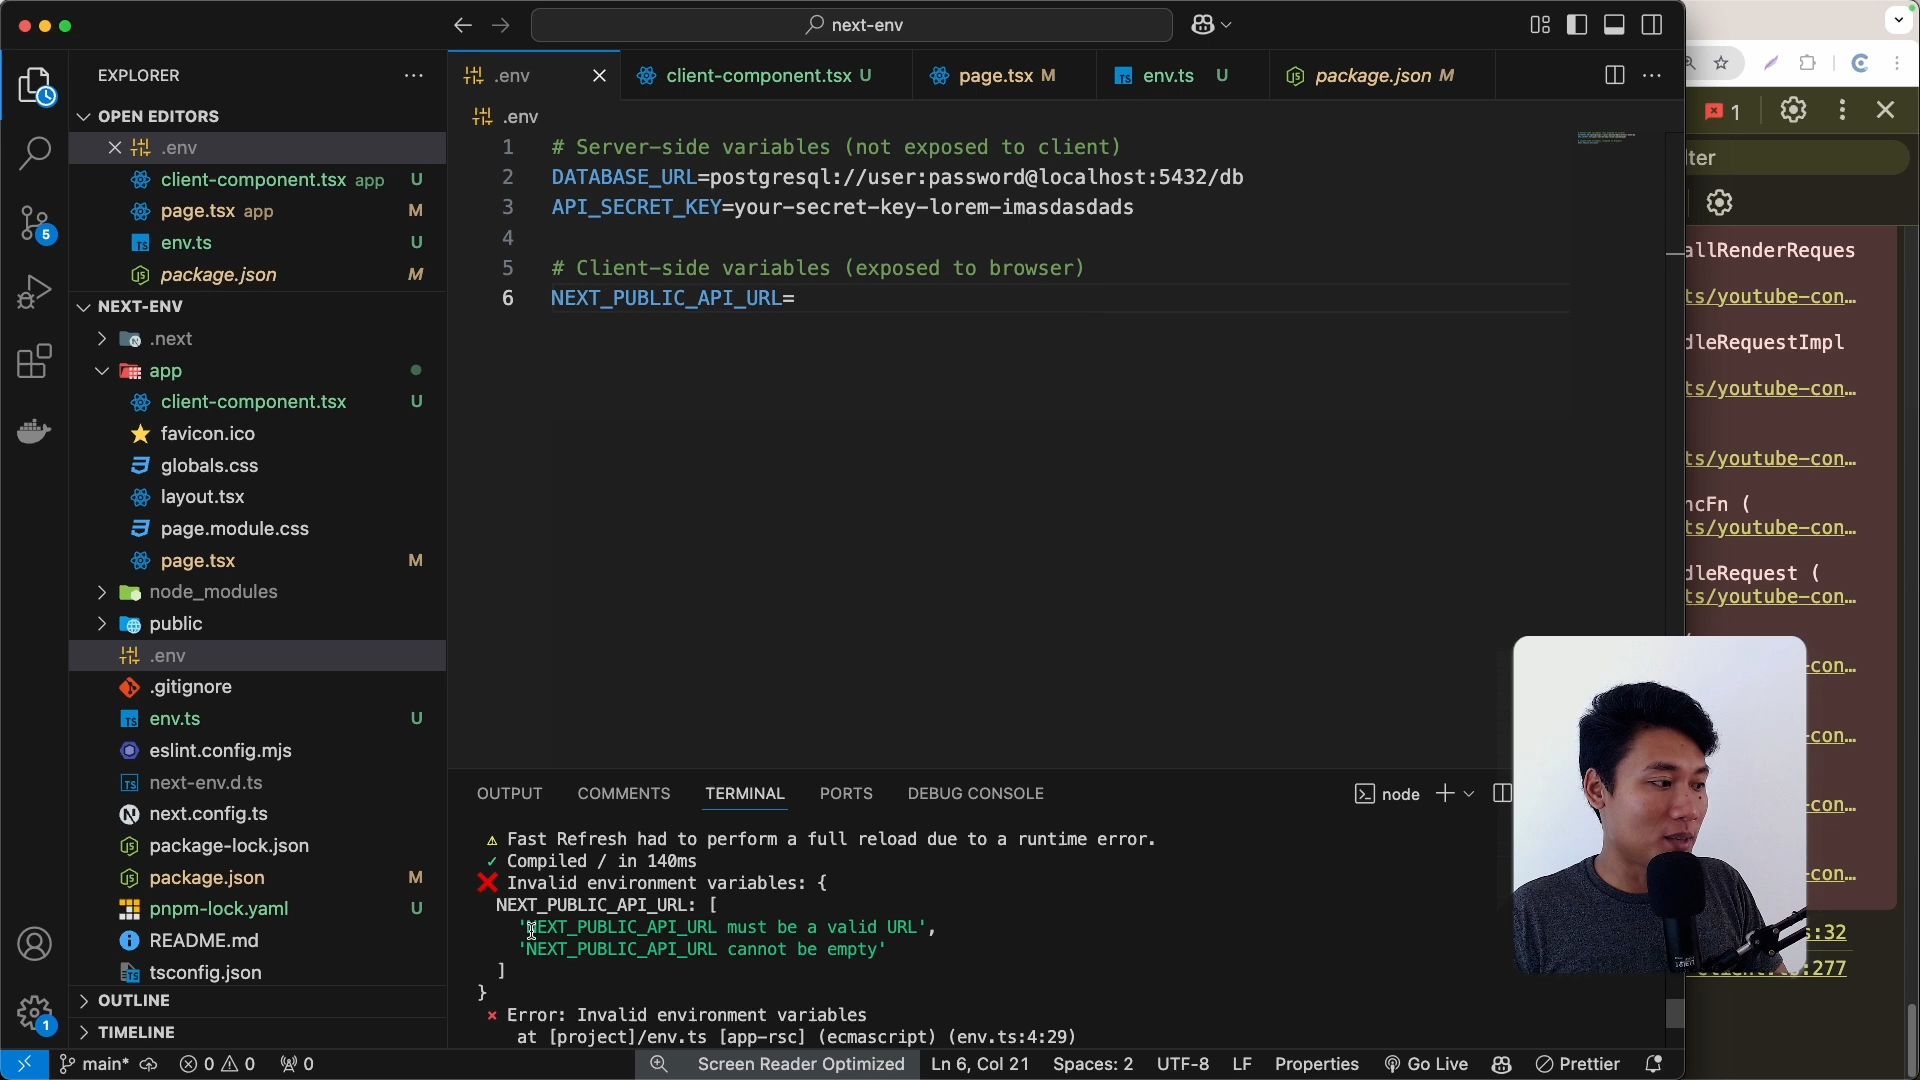 next-env
EXPLORER
OPEN EDITORS
.env
client-component.tsx app U
page.tsx app M
env.ts U
package.json M
NEXT-ENV
.next
app
client-component.tsx U
favicon.ico
globals.css
layout.tsx
page.module.css
page.tsx M
node_modules
public
.env
.gitignore
env.ts U
eslint.config.mjs
next-env.d.ts
next.config.ts
package-lock.json
package.json M
pnpm-lock.yaml U
README.md
tsconfig.json
OUTLINE
TIMELINE
5
1
.env
client-component.tsx U
page.tsx M
env.ts U
package.json M
.env
1 # Server-side variables (not exposed to client)
2 DATABASE_URL=postgresql://user:password@localhost:5432/db
3 API_SECRET_KEY=your-secret-key-lorem-imasdasdads
4
5 # Client-side variables (exposed to browser)
6 NEXT_PUBLIC_API_URL=
OUTPUT COMMENTS TERMINAL PORTS DEBUG CONSOLE
node
⚠ Fast Refresh had to perform a full reload due to a runtime error.
✓ Compiled / in 140ms
❌ Invalid environment variables: {
NEXT_PUBLIC_API_URL: [
'NEXT_PUBLIC_API_URL must be a valid URL',
'NEXT_PUBLIC_API_URL cannot be empty'
]
}
× Error: Invalid environment variables
at [project]/env.ts [app-rsc] (ecmascript) (env.ts:4:29)
main* 0 0 0
Screen Reader Optimized Ln 6, Col 21 Spaces: 2 UTF-8 LF Properties Go Live Prettier
1
lter
allRenderReques
ts/youtube-con…
dleRequestImpl
ts/youtube-con…
ts/youtube-con…
ncFn (
ts/youtube-con…
dleRequest (
ts/youtube-con…
con…
con…
con…
con…
s:32
:277